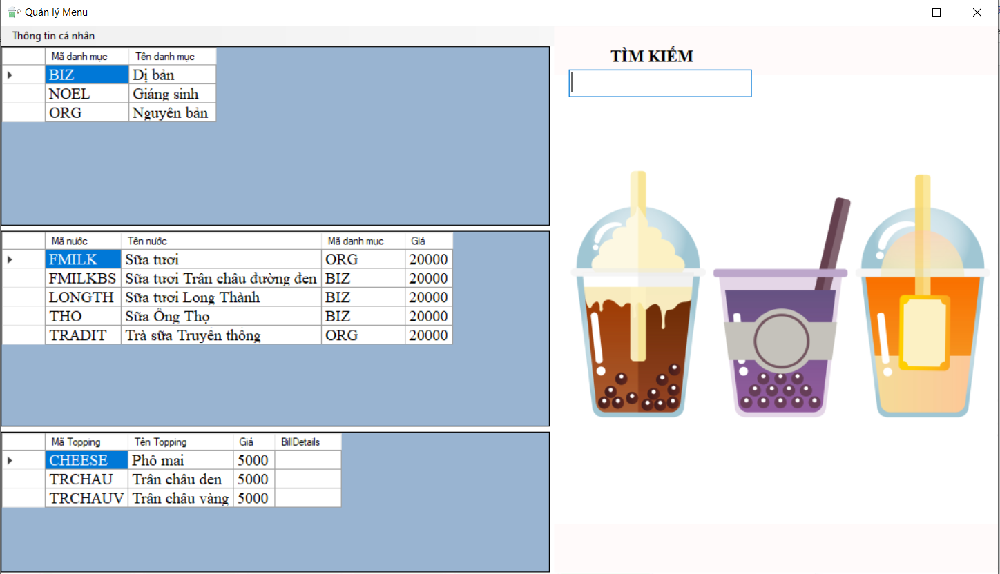 Quản lý Menu
Thông tin cá nhân
Mã danh mục Tên danh mục
BIZ Dị bản
NOEL Giáng sinh
ORG Nguyên bản
Mã nước Tên nước Mã danh mục Giá
FMILK Sữa tươi ORG 20000
FMILKBS Sữa tươi Trân châu đường đen BIZ 20000
LONGTH Sữa tươi Long Thành BIZ 20000
THO Sữa Ông Thọ BIZ 20000
TRADIT Trà sữa Truyền thống ORG 20000
Mã Topping Tên Topping Giá BillDetails
CHEESE Phô mai 5000
TRCHAU Trân châu đen 5000
TRCHAUV Trân châu vàng 5000
TÌM KIẾM